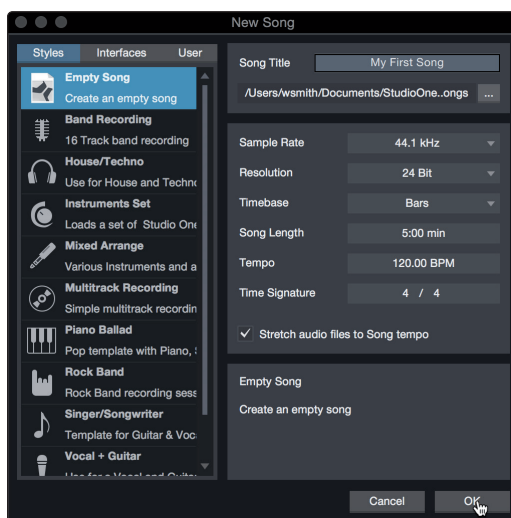 New Song
Styles Interfaces User
Empty Song
Create an empty song
Band Recording
16 Track band recording
House/Techno
Use for House and Techno
Instruments Set
Loads a set of Studio One
Mixed Arrange
Various Instruments and a
Multitrack Recording
Simple multitrack recordin
Piano Ballad
Pop template with Piano,
Rock Band
Rock Band recording sess
Singer/Songwriter
Template for Guitar & Voc
Vocal + Guitar
Song Title My First Song
/Users/wsmith/Documents/StudioOne..ongs ...
Sample Rate 44.1 kHz
Resolution 24 Bit
Timebase Bars
Song Length 5:00 min
Tempo 120.00 BPM
Time Signature 4 / 4
Stretch audio files to Song tempo
Empty Song
Create an empty song
Cancel OK